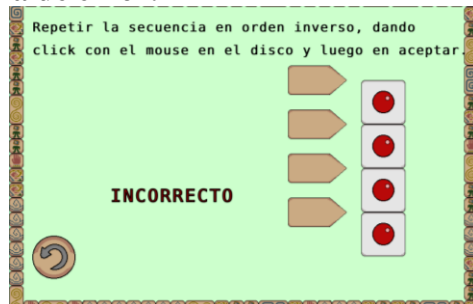 Repetir la secuencia en orden inverso, dando
click con el mouse en el disco y luego en aceptar.
INCORRECTO